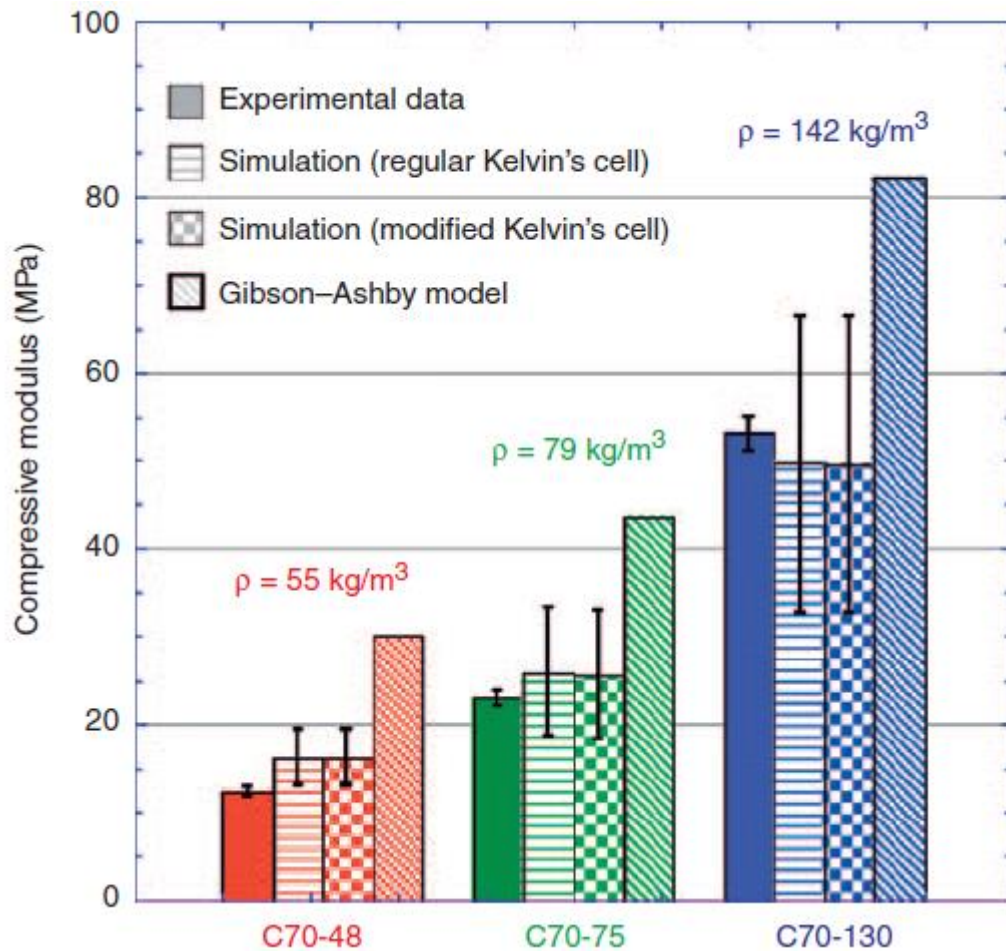 100
80
60
40
20
0
Compressive modulus (MPa)
Experimental data
Simulation (regular Kelvin's cell)
Simulation (modified Kelvin's cell)
Gibson–Ashby model
ρ = 142 kg/m³
ρ = 79 kg/m³
ρ = 55 kg/m³
C70-48
C70-75
C70-130